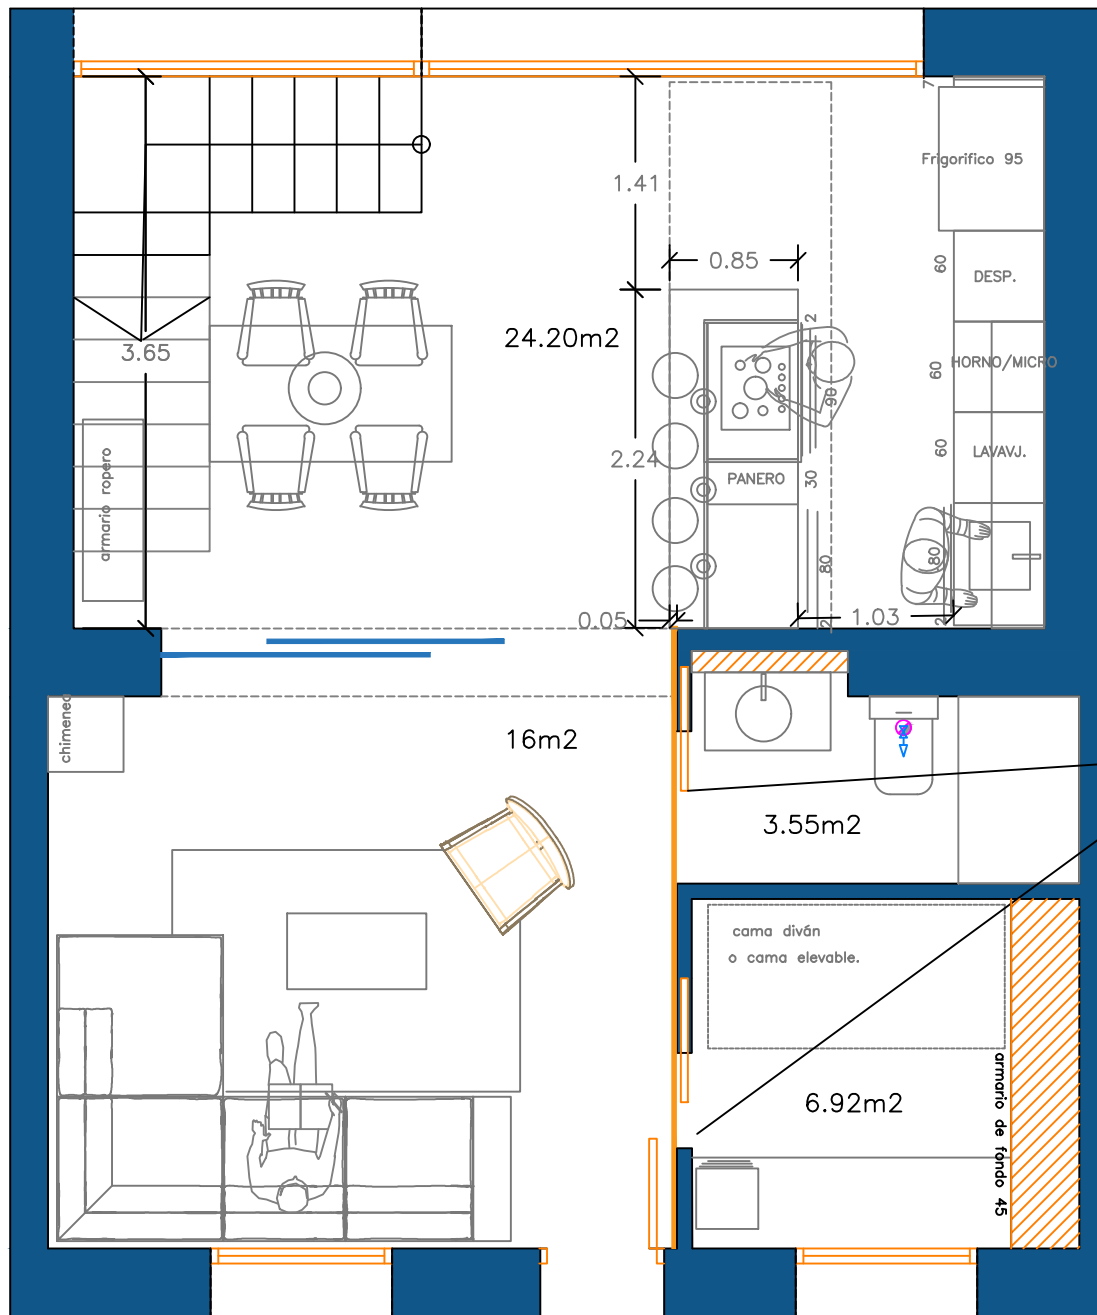 7
Frigorifico 95
1.41
0.85
60
DESP.
2
24.20m2
3.65
60
HORNO/MICRO
90
2.24
60
LAVAVJ.
PANERO
30
armario ropero
80
80
0.05
1.03
2
2
chimenea
16m2
3.55m2
cama diván
o cama elevable.
6.92m2
armario de fondo 45